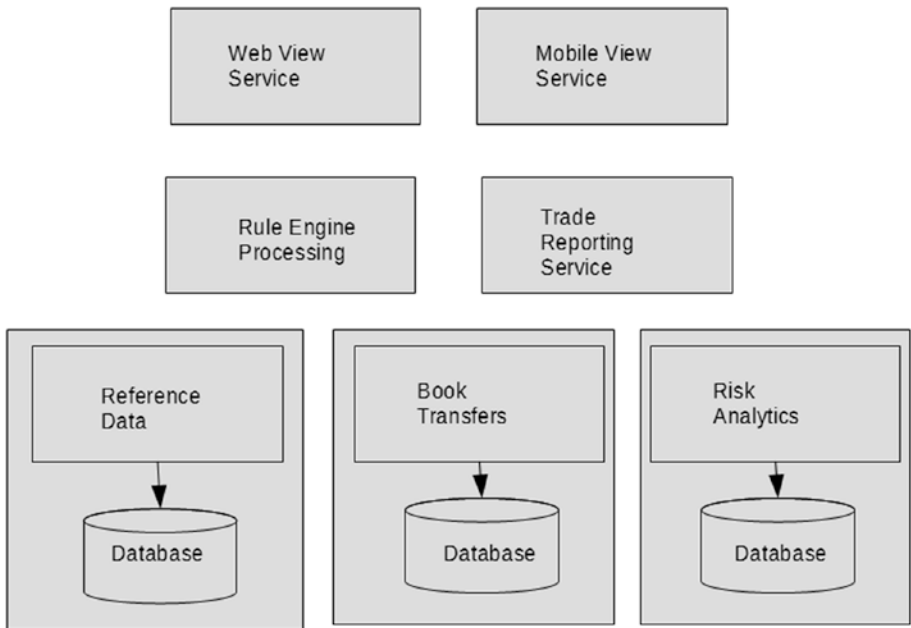 Web View
Service
Mobile View
Service
Rule Engine
Processing
Trade
Reporting
Service
Reference
Data
Book
Transfers
Risk
Analytics
Database
Database
Database